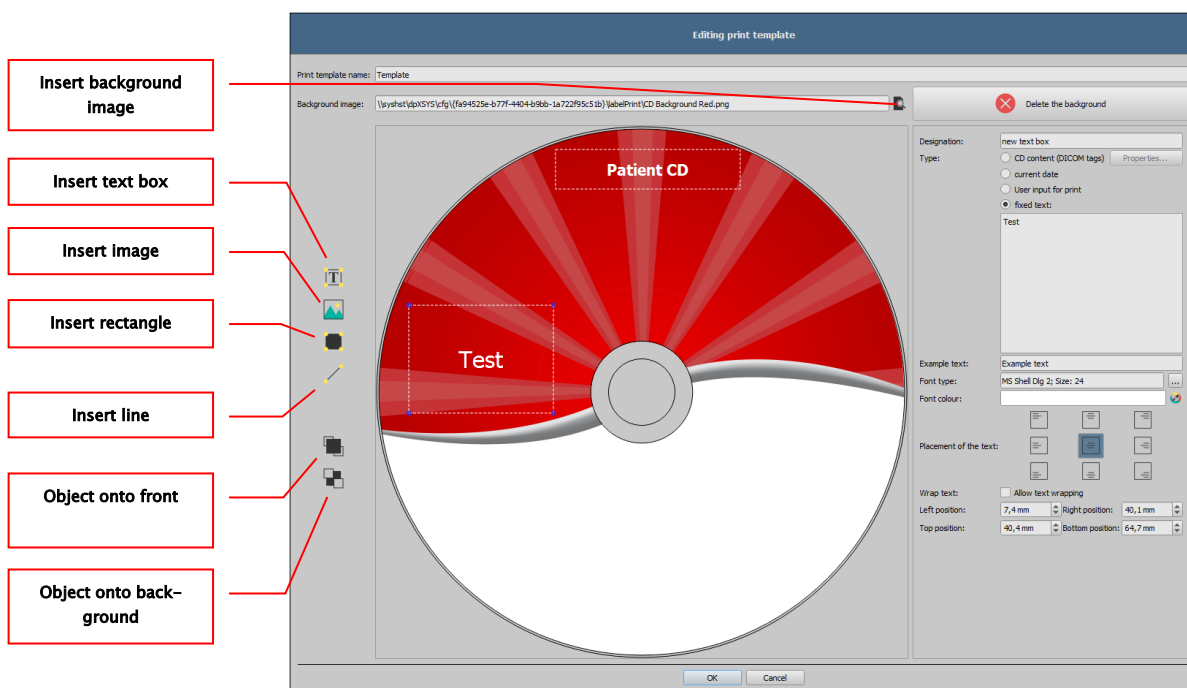 Editing print template
Insert background
image
Insert text box
Insert image
Insert rectangle
Insert line
Object onto front
Object onto back-
ground
Print template name: Template
Background image: \\syshst\dpXSYS\cfg\{fa94525e-b77f-4404-b9bb-1a722f95c51b}\labelPrint\CD Background Red.png
Delete the background
Patient CD
Test
T
Designation: new text box
Type: CD content (DICOM tags) Properties...
current date
User input for print
fixed text:
Test
Example text: Example text
Font type: MS Shell Dlg 2; Size: 24 ...
Font colour:
Placement of the text:
Wrap text: Allow text wrapping
Left position: 7,4 mm Right position: 40,1 mm
Top position: 40,4 mm Bottom position: 64,7 mm
OK Cancel